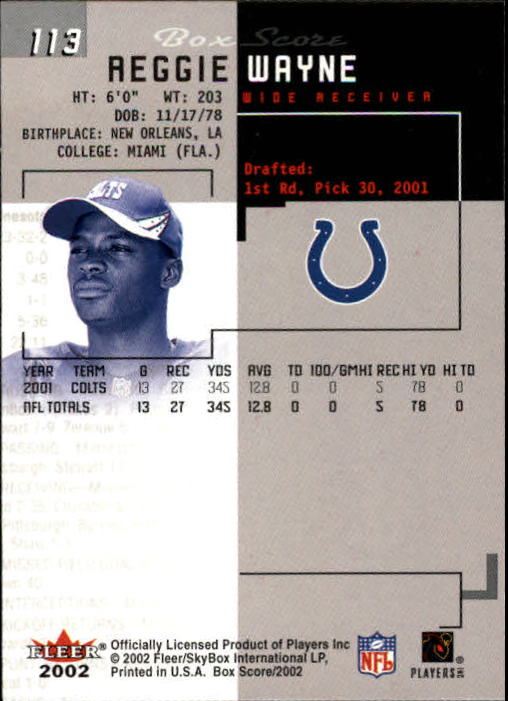 113
Box Score
REGGIE WAYNE
HT: 6'0" WT: 203
WIDE RECEIVER
DOB: 11/17/78
BIRTHPLACE: NEW ORLEANS, LA
COLLEGE: MIAMI (FLA.)
Drafted:
1st Rd, Pick 30, 2001
YEAR TEAM G REC YDS AVG TD 100/GM HI REC HI YD HI TD
2001 COLTS 13 27 345 12.8 0 0 5 78 0
NFL TOTALS 13 27 345 12.8 0 0 5 78 0
FLEER®
2002
Officially Licensed Product of Players Inc
© 2002 Fleer/SkyBox International LP,
Printed in U.S.A. Box Score/2002
NFL
PLAYERS INC